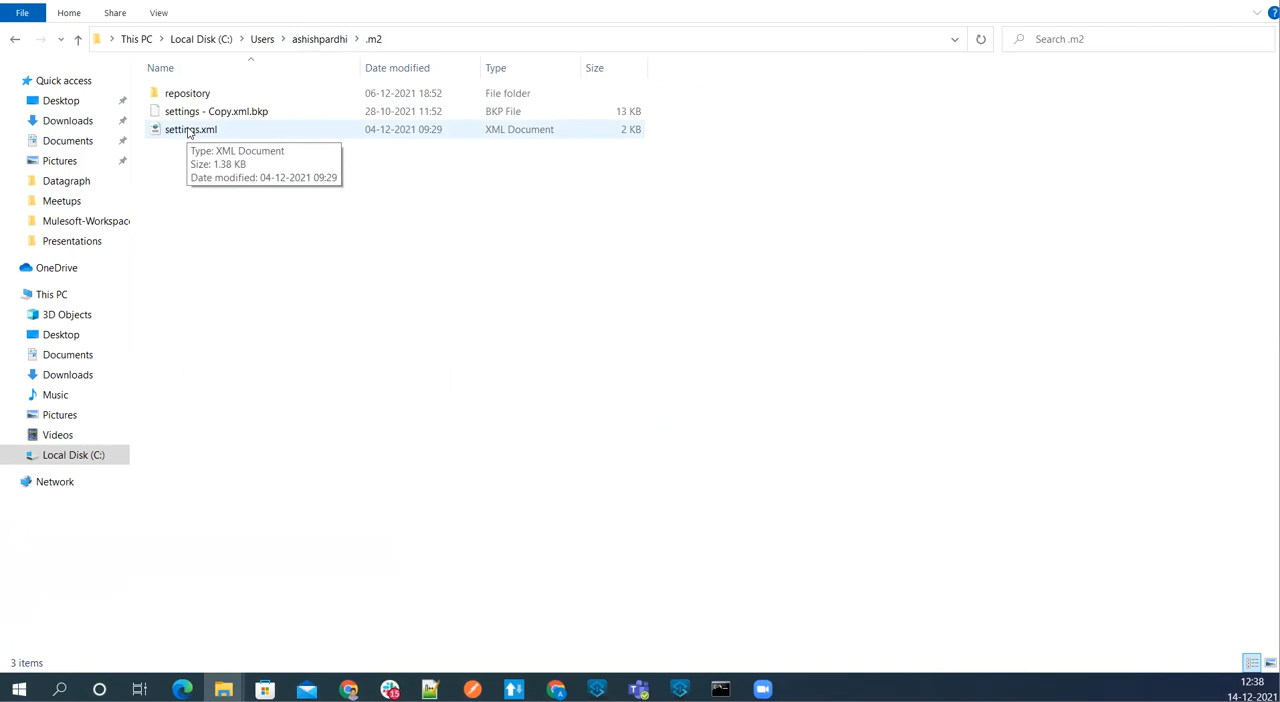 File Home Share View
This PC Local Disk (C:) Users ashishpardhi .m2 Search .m2
Name Date modified Type Size
repository 06-12-2021 18:52 File folder
settings - Copy.xml.bkp 28-10-2021 11:52 BKP File 13 KB
settings.xml 04-12-2021 09:29 XML Document 2 KB
Type: XML Document
Size: 1.38 KB
Date modified: 04-12-2021 09:29
Quick access
Desktop
Downloads
Documents
Pictures
Datagraph
Meetups
Mulesoft-Workspac
Presentations
OneDrive
This PC
3D Objects
Desktop
Documents
Downloads
Music
Pictures
Videos
Local Disk (C:)
Network
3 items
15
12:38
14-12-2021